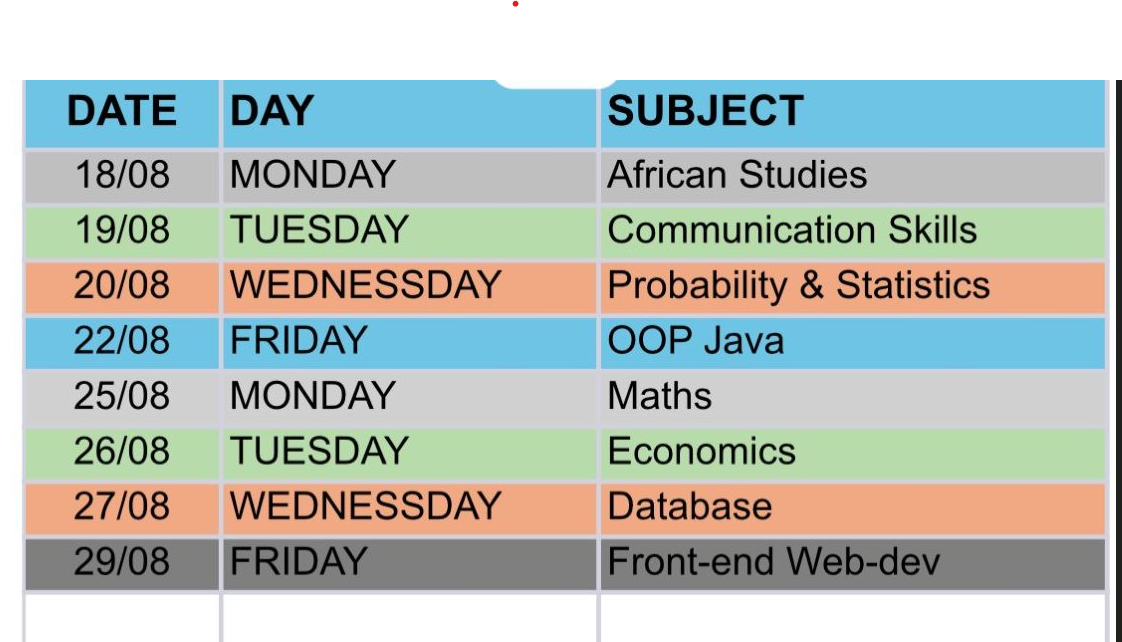 DATE DAY SUBJECT
18/08 MONDAY African Studies
19/08 TUESDAY Communication Skills
20/08 WEDNESSDAY Probability & Statistics
22/08 FRIDAY OOP Java
25/08 MONDAY Maths
26/08 TUESDAY Economics
27/08 WEDNESSDAY Database
29/08 FRIDAY Front-end Web-dev